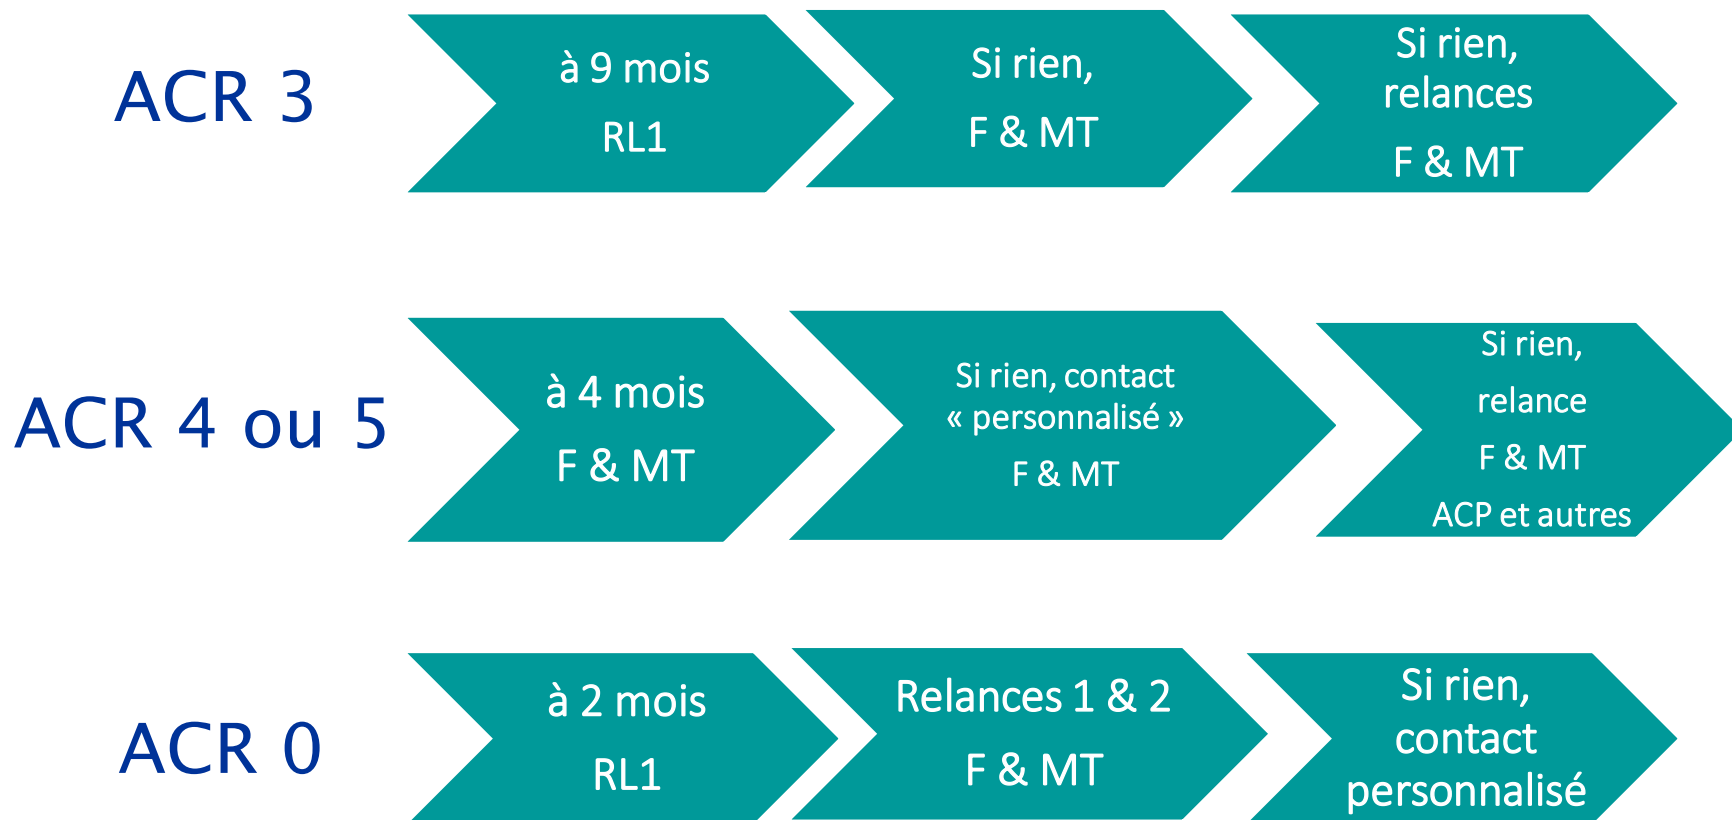 ACR 3
à 9 mois
RL1
Si rien,
F & MT
Si rien,
relances
F & MT
ACR 4 ou 5
à 4 mois
F & MT
Si rien, contact
« personnalisé »
F & MT
Si rien,
relance
F & MT
ACP et autres
ACR 0
à 2 mois
RL1
Relances 1 & 2
F & MT
Si rien,
contact
personnalisé